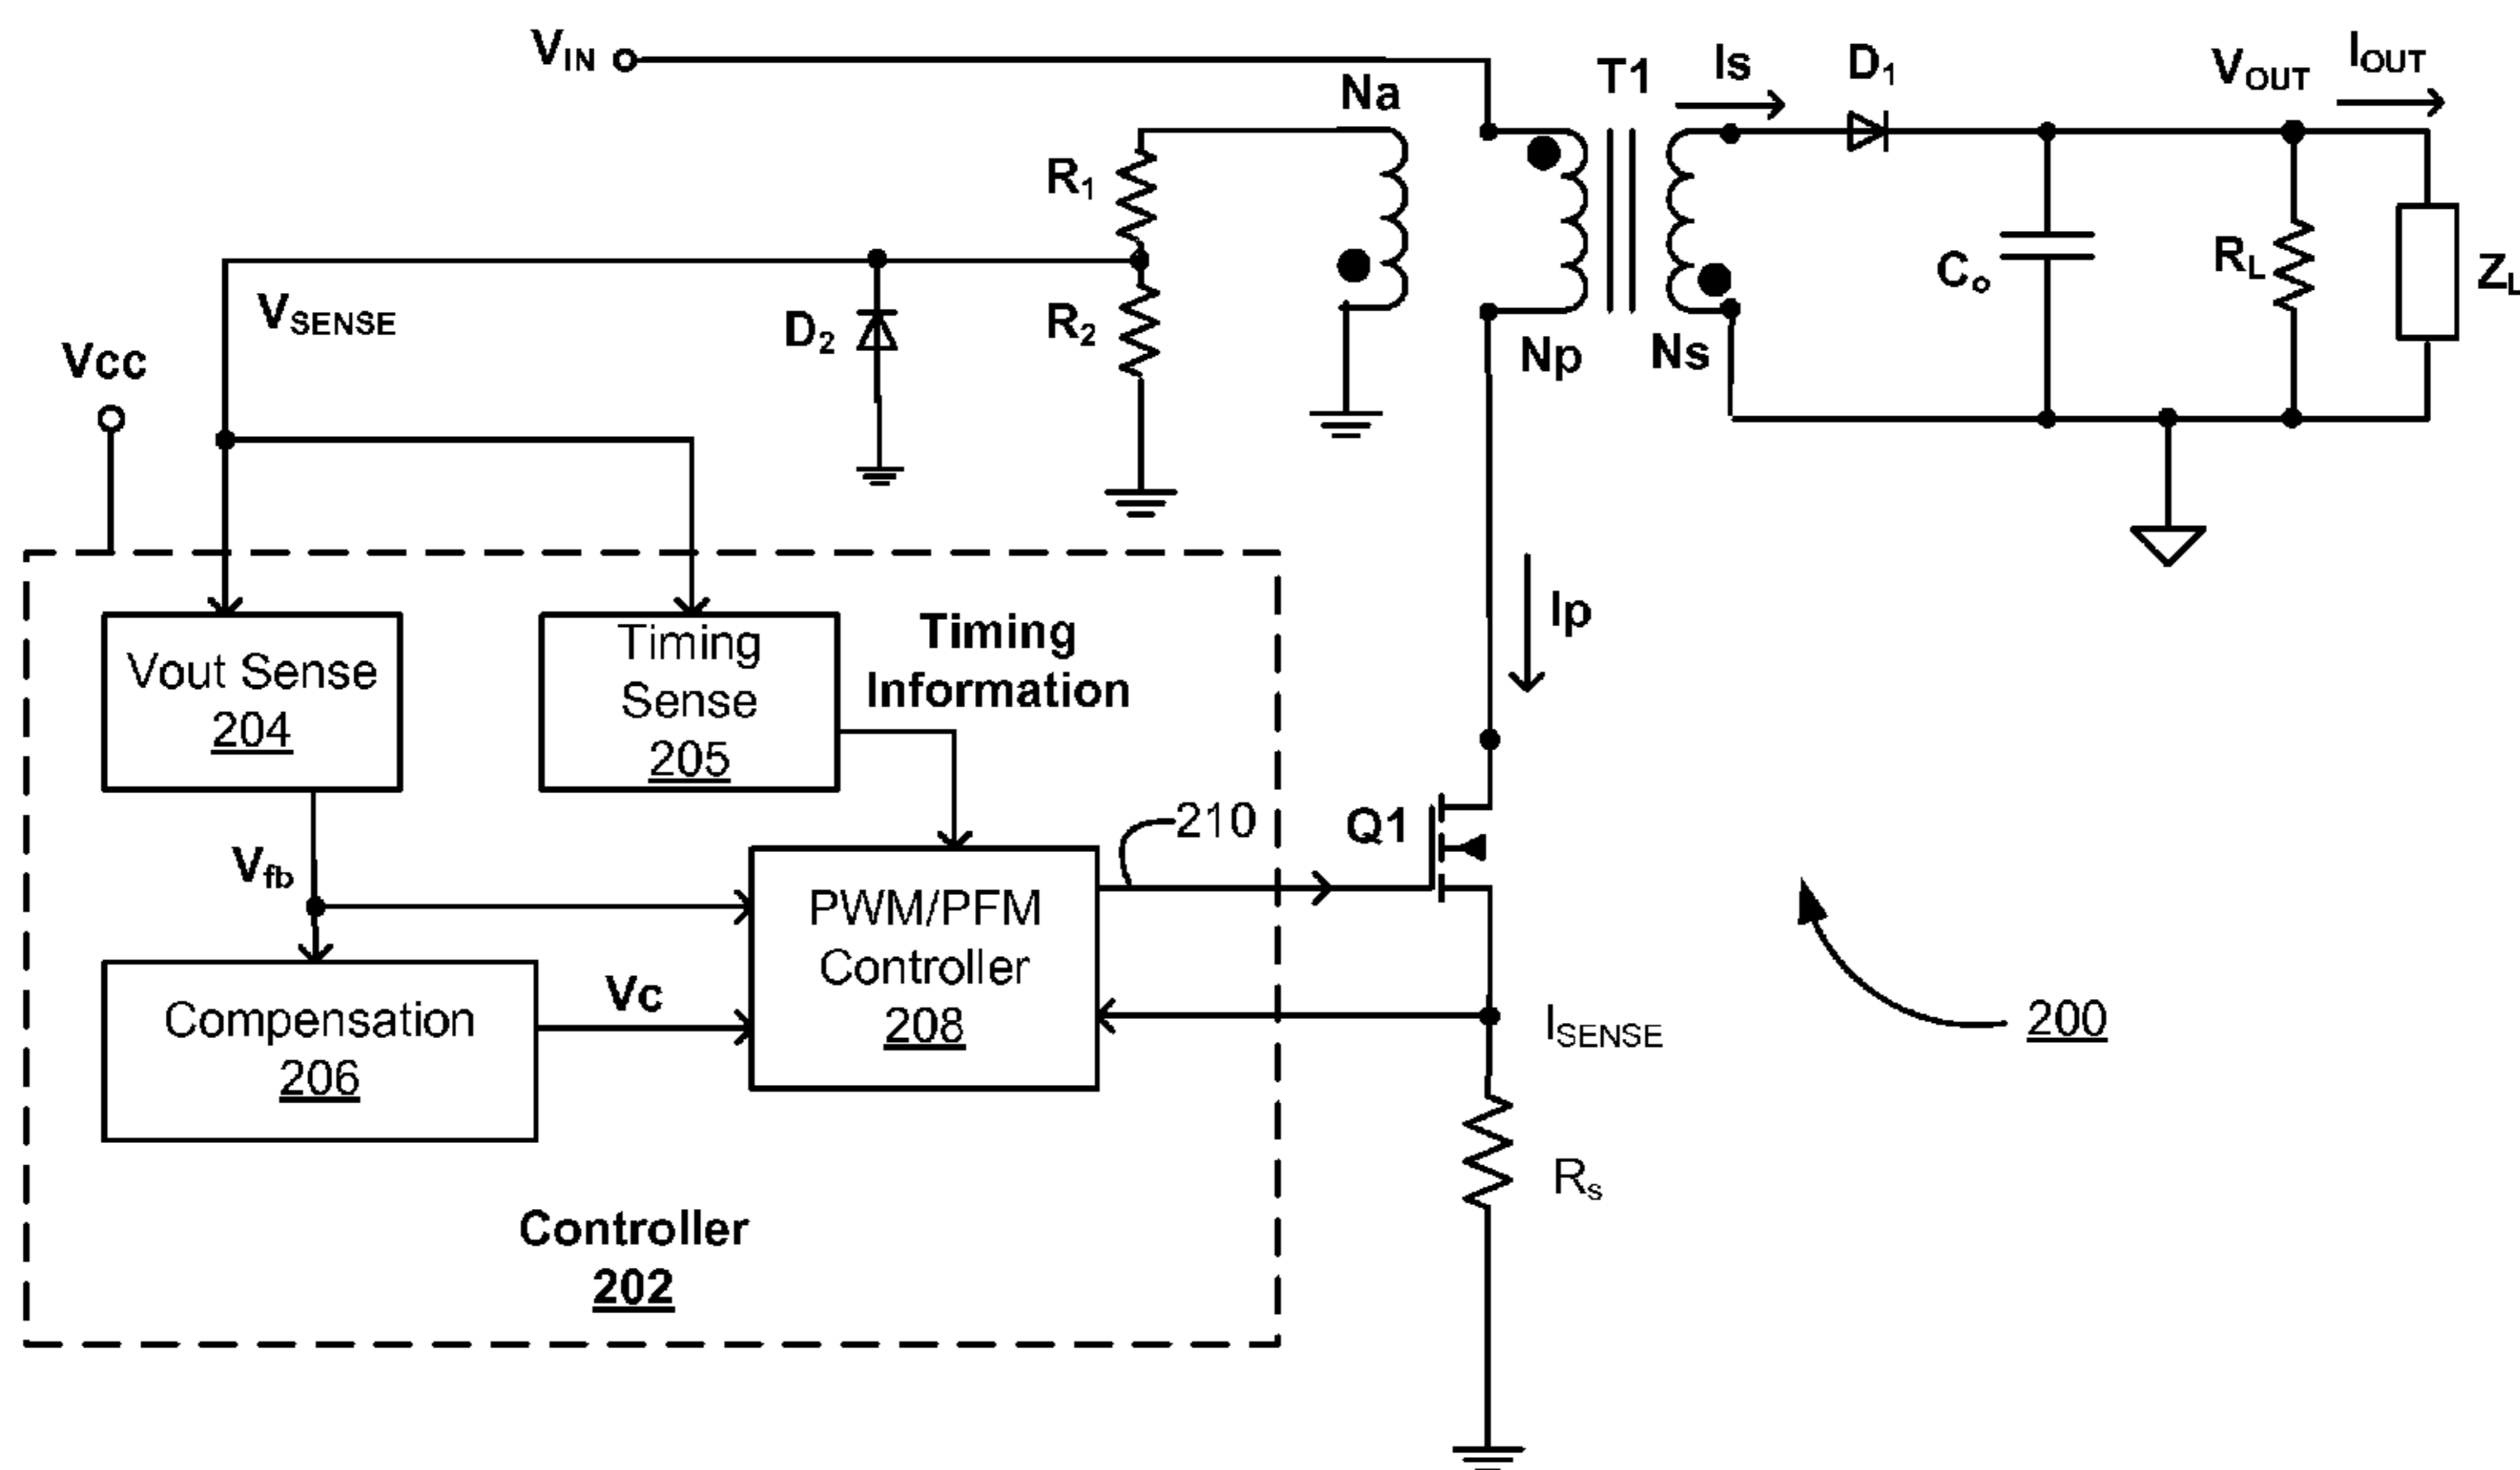 VIN
Na
T1
Is
D1
VOUT
IOUT
R1
VSENSE
D2
R2
Np
Ns
Co
RL
ZL
Vcc
Vout Sense
204
Timing
Sense
205
Timing
Information
Ip
Vfb
210
Q1
PWM/PFM
Controller
208
Compensation
206
Vc
ISENSE
200
Rs
Controller
202